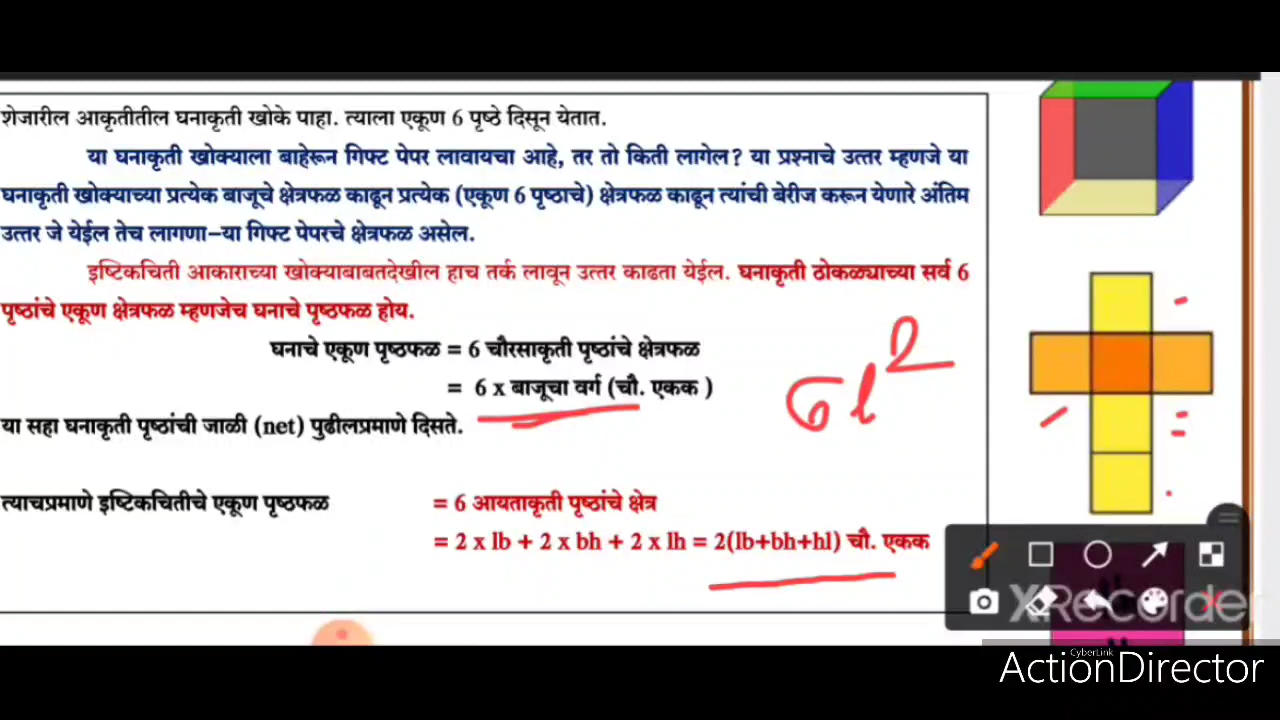 शेजारील आकृतीतील घनाकृती खोके पाहा. त्याला एकूण 6 पृष्ठे दिसून येतात.
या घनाकृती खोक्याला बाहेरून गिफ्ट पेपर लावायचा आहे, तर तो किती लागेल? या प्रश्नाचे उत्तर म्हणजे या
घनाकृती खोक्याच्या प्रत्येक बाजूचे क्षेत्रफळ काढून प्रत्येक (एकूण 6 पृष्ठाचे) क्षेत्रफळ काढून त्यांची बेरीज करून येणारे अंतिम
उत्तर जे येईल तेच लागणा-या गिफ्ट पेपरचे क्षेत्रफळ असेल.
इष्टिकचिती आकाराच्या खोक्याबाबतदेखील हाच तर्क लावून उत्तर काढता येईल. घनाकृती ठोकळ्याच्या सर्व 6
पृष्ठांचे एकूण क्षेत्रफळ म्हणजेच घनाचे पृष्ठफळ होय.
घनाचे एकूण पृष्ठफळ = 6 चौरसाकृती पृष्ठांचे क्षेत्रफळ
= 6 x बाजूचा वर्ग (चौ. एकक )
6l²
या सहा घनाकृती पृष्ठांची जाळी (net) पुढीलप्रमाणे दिसते.
त्याचप्रमाणे इष्टिकचितीचे एकूण पृष्ठफळ = 6 आयताकृती पृष्ठांचे क्षेत्र
= 2 x lb + 2 x bh + 2 x lh = 2(lb+bh+hl) चौ. एकक
XRecorder
CyberLink
ActionDirector